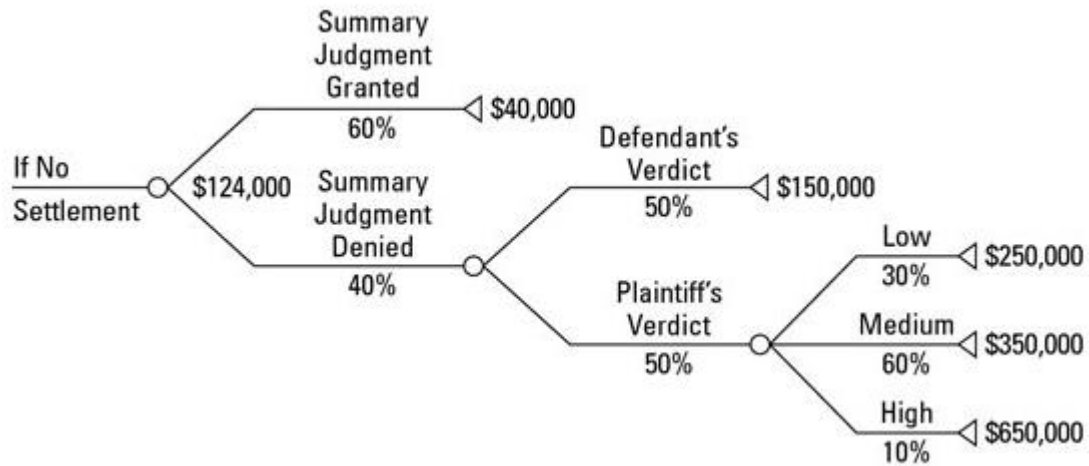 Summary
Judgment
Granted
60%
$40,000
If No
Settlement
$124,000
Summary
Judgment
Denied
40%
Defendant's
Verdict
50%
$150,000
Plaintiff's
Verdict
50%
Low
30%
$250,000
Medium
60%
$350,000
High
10%
$650,000